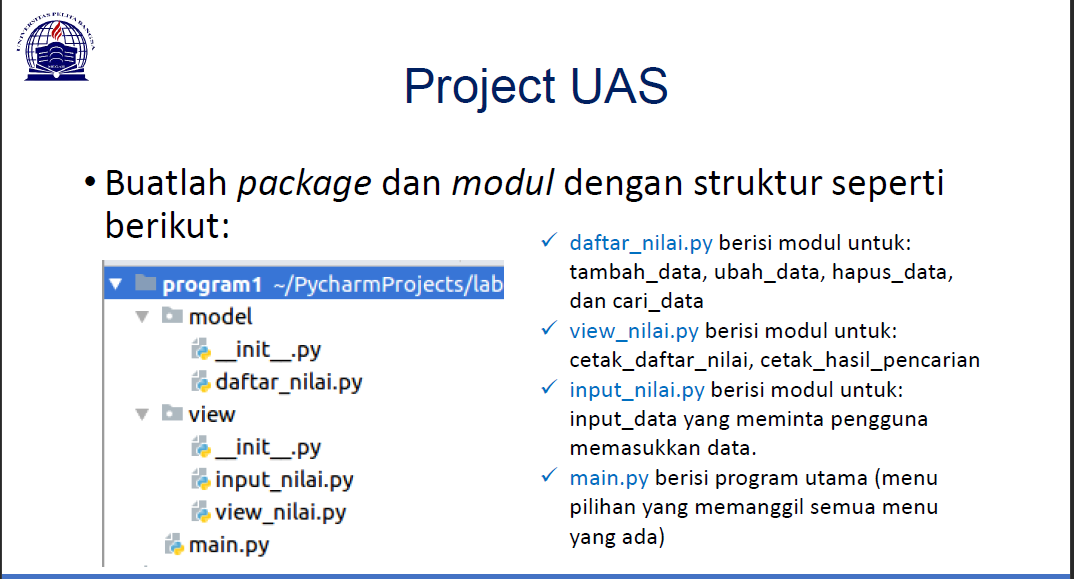 UNIVERSITAS PELITA BANGSA
Project UAS
• Buatlah package dan modul dengan struktur seperti
berikut:
program1 ~/PycharmProjects/lab
model
__init__.py
daftar_nilai.py
view
__init__.py
input_nilai.py
view_nilai.py
main.py
✓ daftar_nilai.py berisi modul untuk:
tambah_data, ubah_data, hapus_data,
dan cari_data
✓ view_nilai.py berisi modul untuk:
cetak_daftar_nilai, cetak_hasil_pencarian
✓ input_nilai.py berisi modul untuk:
input_data yang meminta pengguna
memasukkan data.
✓ main.py berisi program utama (menu
pilihan yang memanggil semua menu
yang ada)